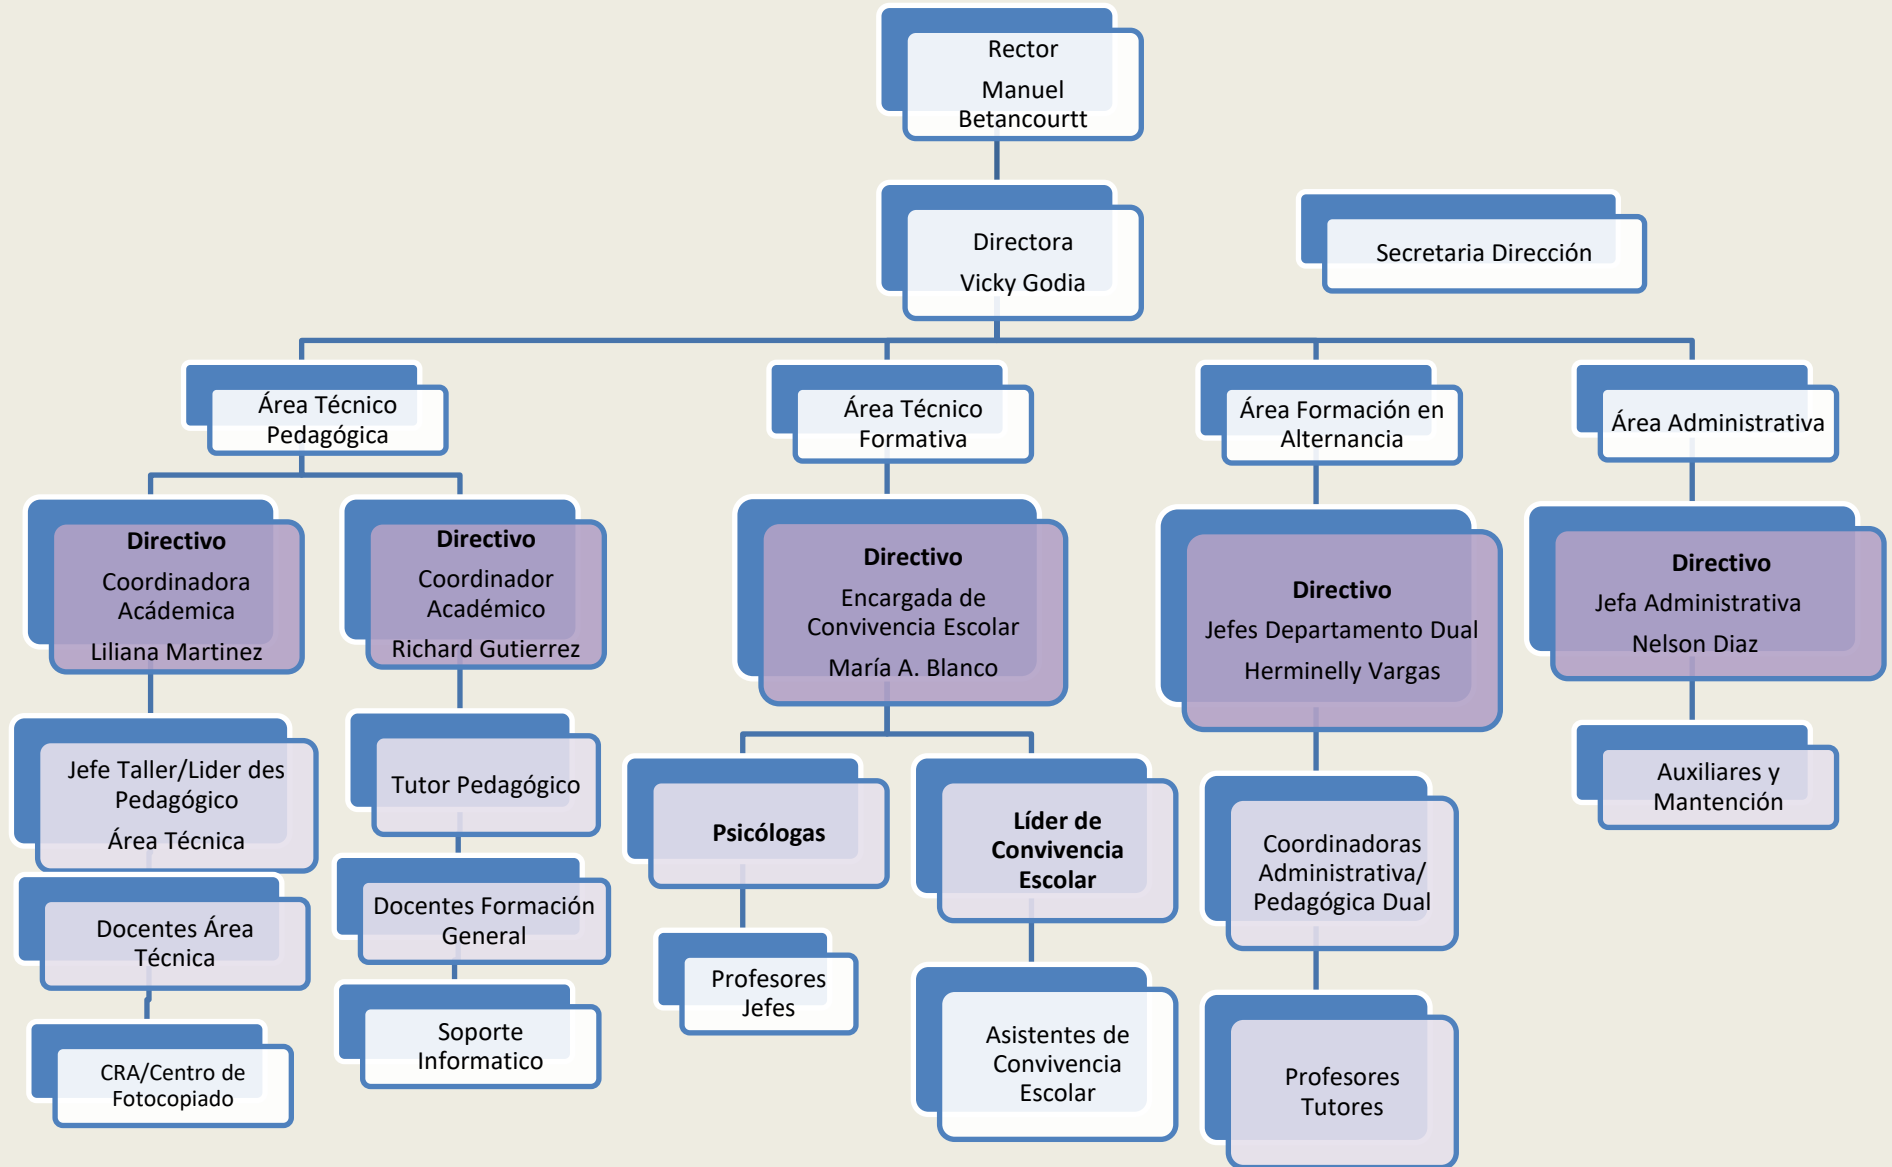 Rector
Manuel
Betancourtt
Directora
Vicky Godia
Secretaria Dirección
Área Técnico
Pedagógica
Área Técnico
Formativa
Área Formación en
Alternancia
Área Administrativa
Directivo
Coordinadora
Acádemica
Liliana Martinez
Directivo
Coordinador
Académico
Richard Gutierrez
Directivo
Encargada de
Convivencia Escolar
María A. Blanco
Directivo
Jefes Departamento Dual
Herminelly Vargas
Directivo
Jefa Administrativa
Nelson Diaz
Jefe Taller/Lider des
Pedagógico
Área Técnica
Tutor Pedagógico
Psicólogas
Líder de
Convivencia
Escolar
Coordinadoras
Administrativa/
Pedagógica Dual
Auxiliares y
Mantención
Docentes Área
Técnica
Docentes Formación
General
Profesores
Jefes
Asistentes de
Convivencia
Escolar
Profesores
Tutores
CRA/Centro de
Fotocopiado
Soporte
Informatico